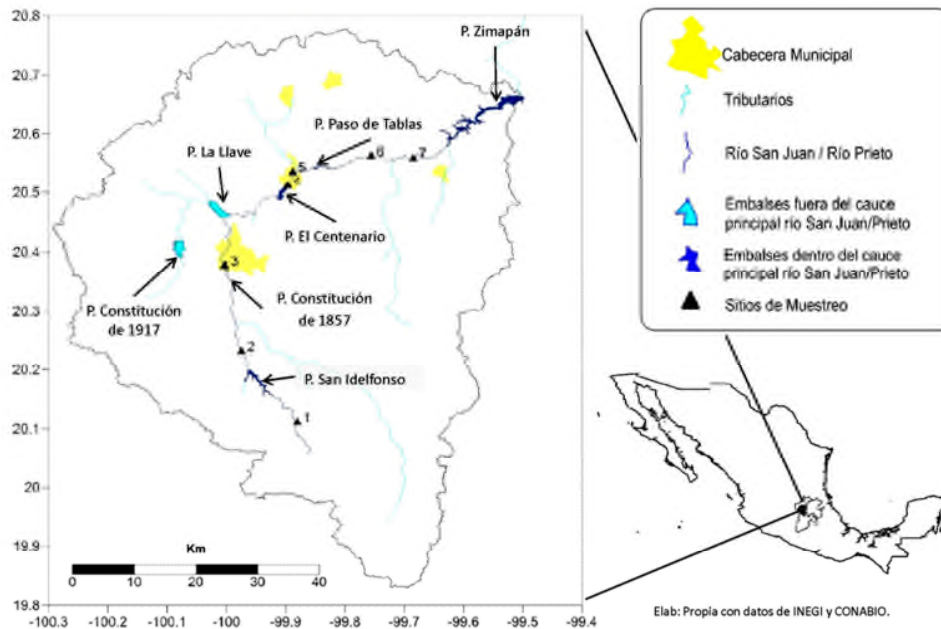 20.8
20.7
20.6
20.5
20.4
20.3
20.2
20.1
20
19.9
19.8
-100.3
-100.2
-100.1
-100
-99.9
-99.8
-99.7
-99.6
-99.5
-99.4
P. Zimapán
P. Paso de Tablas
P. La Llave
5
6
7
4
P. El Centenario
3
P. Constitución
de 1917
P. Constitución
de 1857
2
P. San Idelfonso
1
Km
0
10
20
30
40
Cabecera Municipal
Tributarios
Río San Juan / Río Prieto
Embalses fuera del cauce
principal río San Juan/Prieto
Embalses dentro del cauce
principal río San Juan/Prieto
Sitios de Muestreo
Elab: Propia con datos de INEGI y CONABIO.